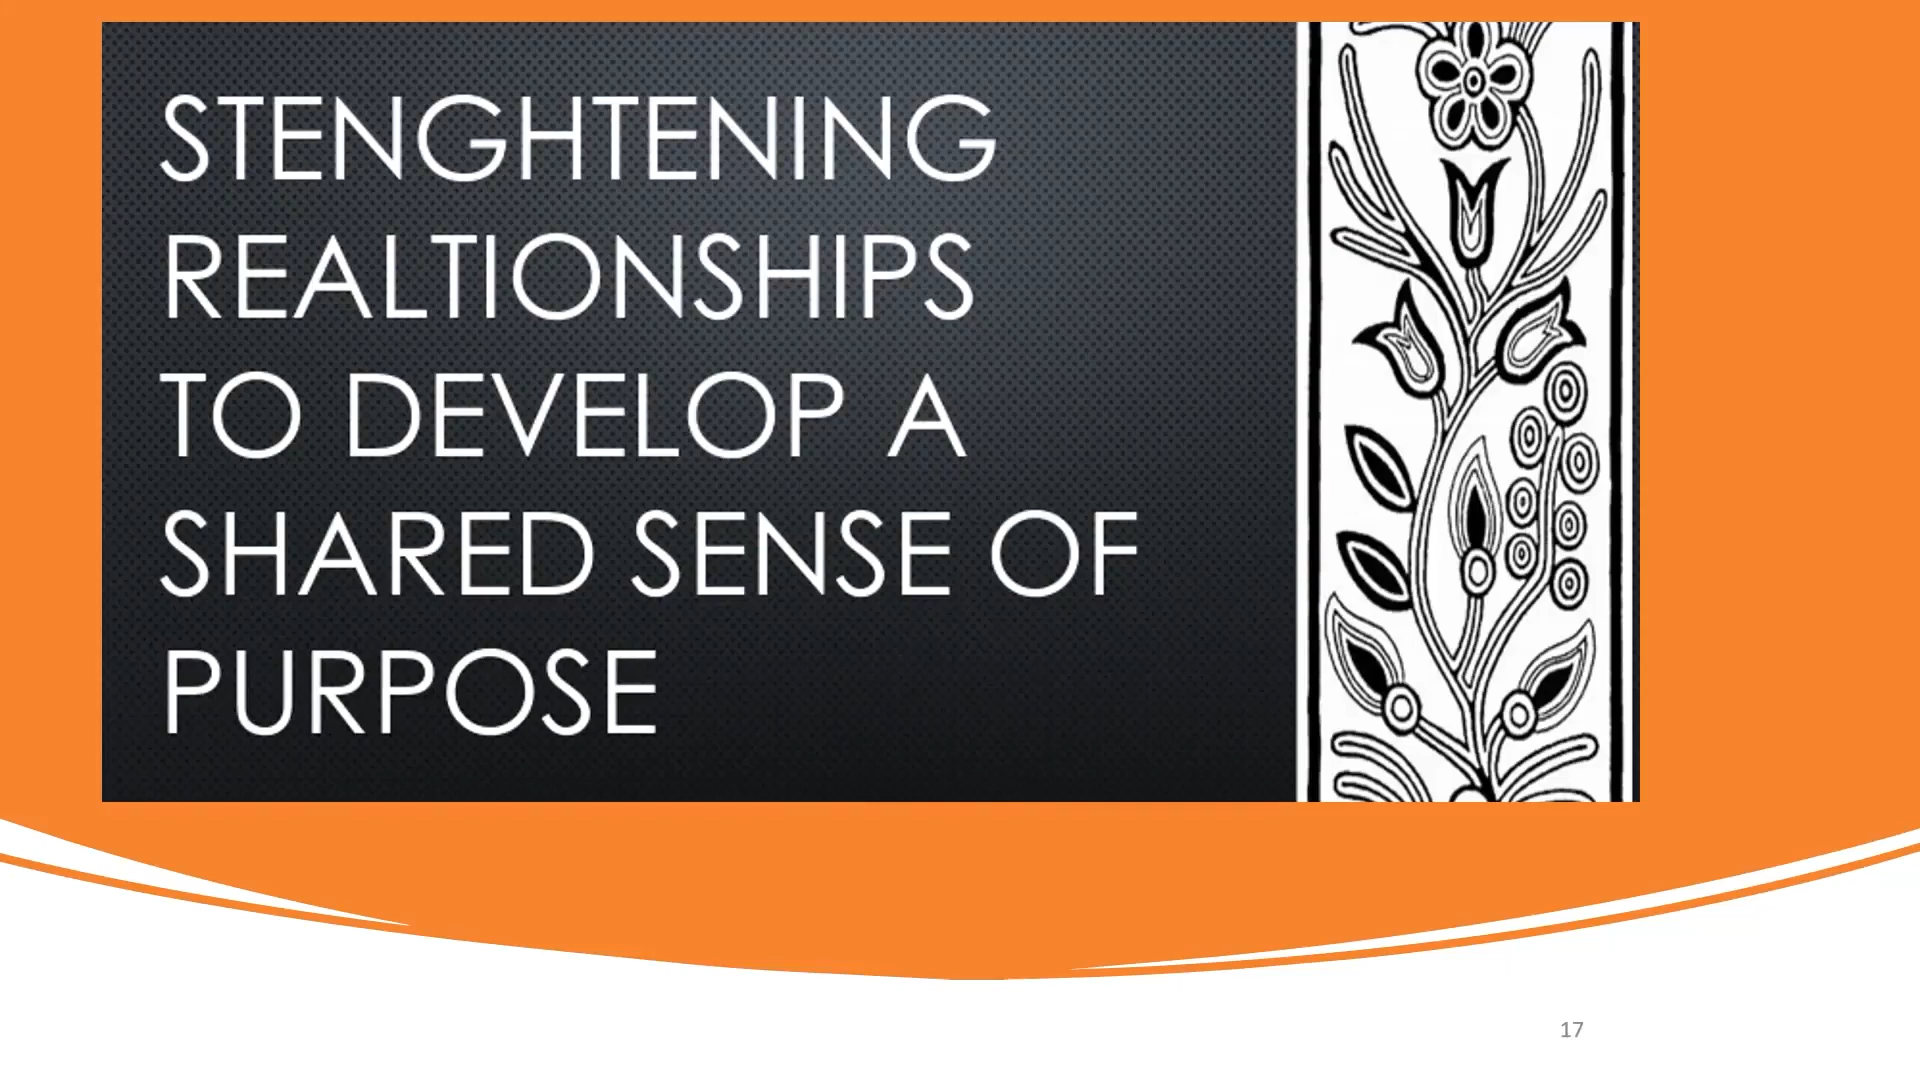 STENGHTENING
REALTIONSHIPS
TO DEVELOP A
SHARED SENSE OF
PURPOSE
17